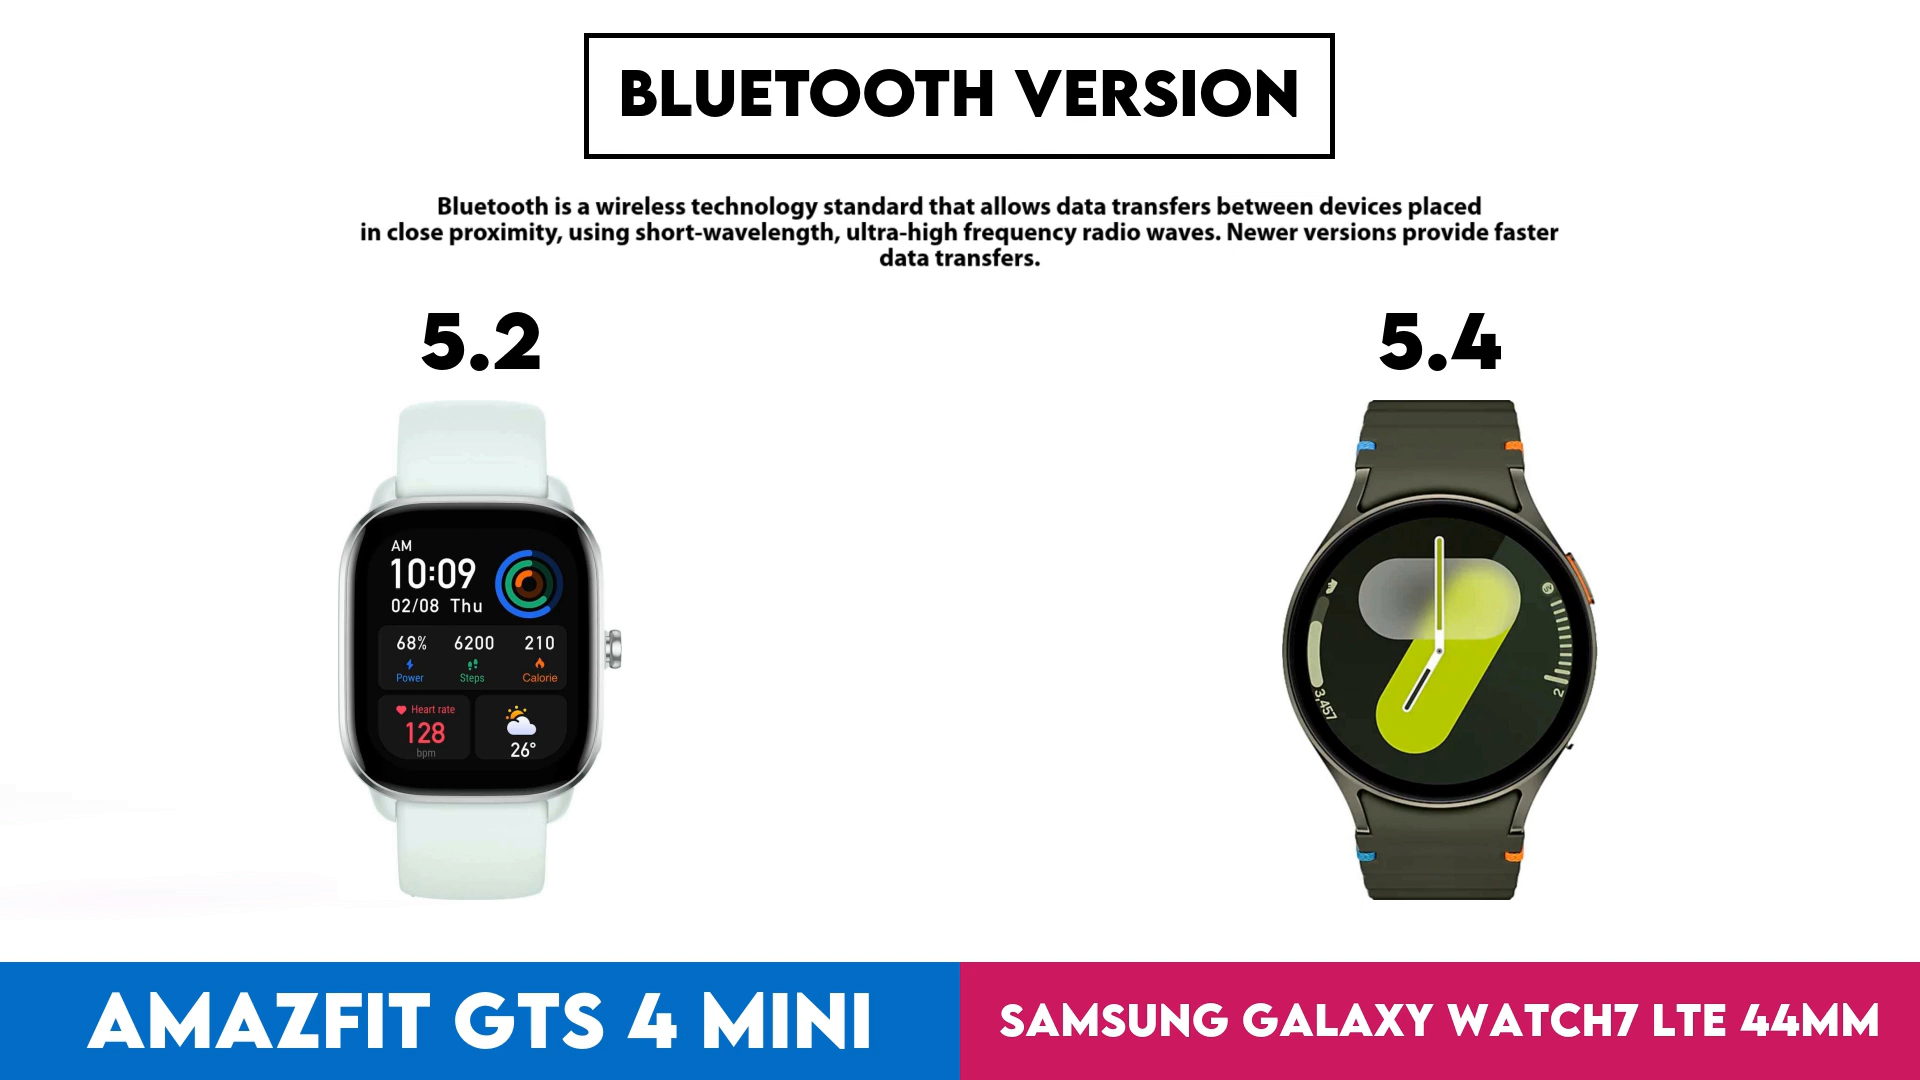 BLUETOOTH VERSION
Bluetooth is a wireless technology standard that allows data transfers between devices placed
in close proximity, using short-wavelength, ultra-high frequency radio waves. Newer versions provide faster
data transfers.
5.2
5.4
AM
10:09
02/08 Thu
68% 6200 210
Power Steps Calorie
Heart rate
128
bpm
26°
3,457
2
AMAZFIT GTS 4 MINI
SAMSUNG GALAXY WATCH7 LTE 44MM